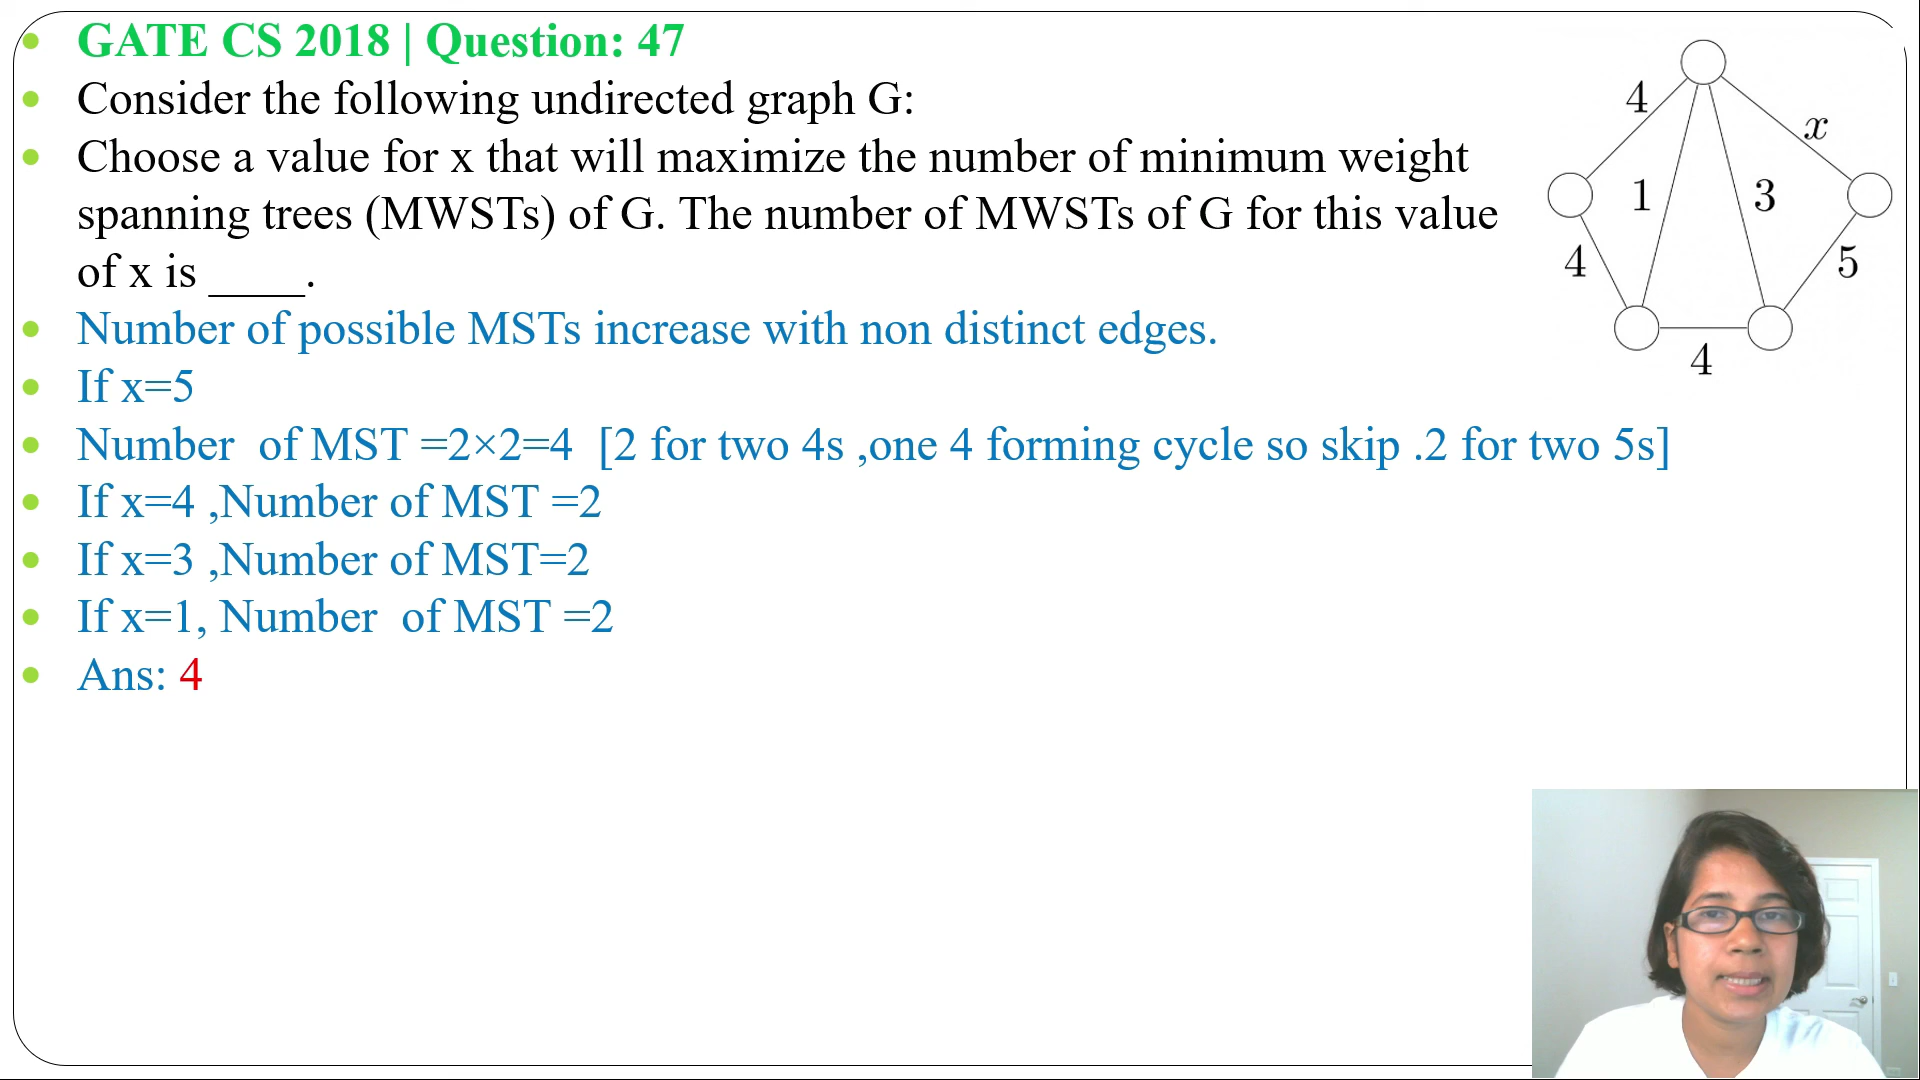 GATE CS 2018 | Question: 47
Consider the following undirected graph G:
Choose a value for x that will maximize the number of minimum weight
spanning trees (MWSTs) of G. The number of MWSTs of G for this value
of x is ____.
Number of possible MSTs increase with non distinct edges.
If x=5
Number of MST =2×2=4 [2 for two 4s ,one 4 forming cycle so skip .2 for two 5s]
If x=4 ,Number of MST =2
If x=3 ,Number of MST=2
If x=1, Number of MST =2
Ans: 4
4
x
1
3
4
5
4